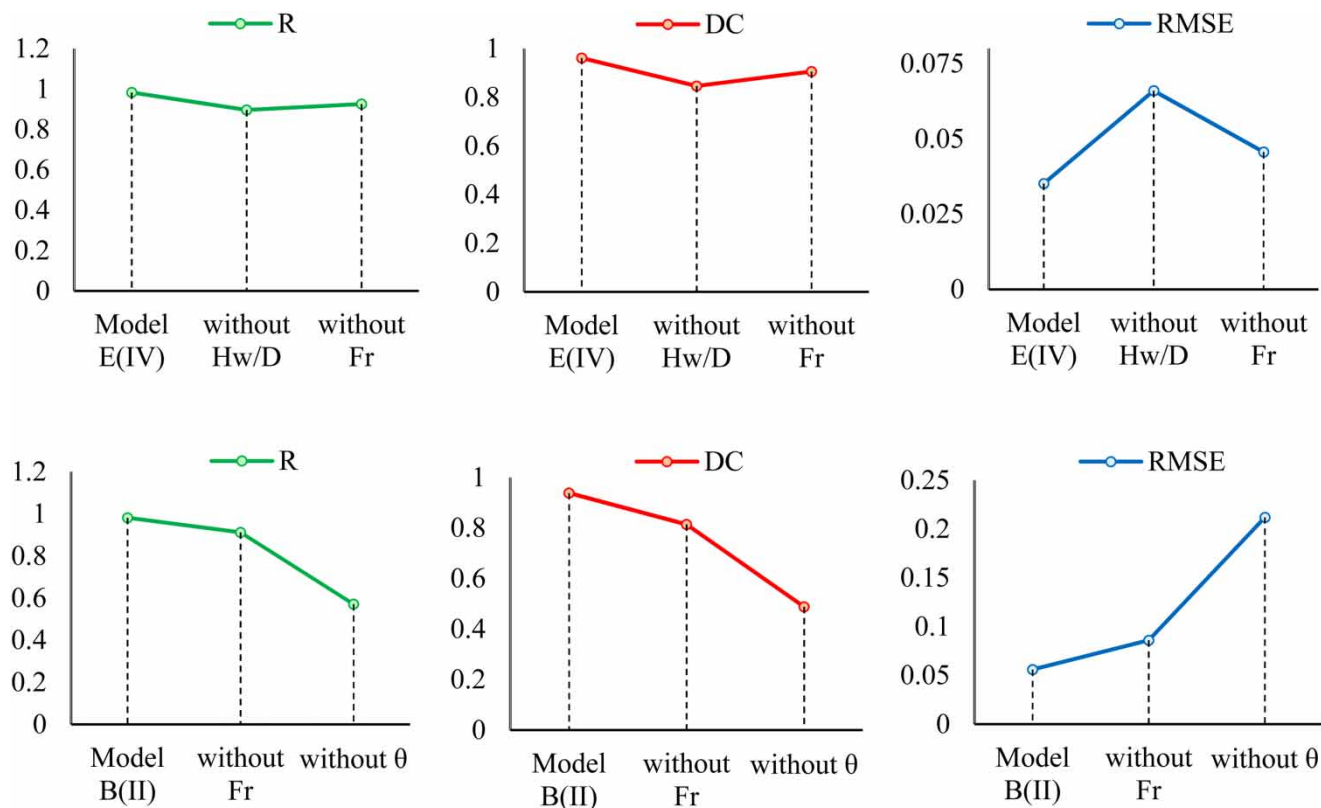 R
1.2
1
0.8
0.6
0.4
0.2
0
Model
E(IV)
without
Hw/D
without
Fr
DC
1
0.8
0.6
0.4
0.2
0
Model
E(IV)
without
Hw/D
without
Fr
RMSE
0.075
0.05
0.025
0
Model
E(IV)
without
Hw/D
without
Fr
R
1.2
1
0.8
0.6
0.4
0.2
0
Model
B(II)
without
Fr
without θ
DC
1
0.8
0.6
0.4
0.2
0
Model
B(II)
without
Fr
without θ
RMSE
0.25
0.2
0.15
0.1
0.05
0
Model
B(II)
without
Fr
without θ